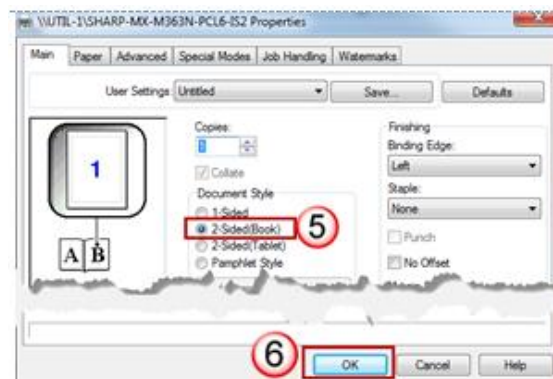 \\UTIL-1\SHARP-MX-M363N-PCL6-IS2 Properties
Main Paper Advanced Special Modes Job Handling Watermarks
User Settings: Untitled Save... Defaults
Copies:
1
Collate
Document Style
1-Sided
2-Sided(Book)
2-Sided(Tablet)
Pamphlet Style
5
Finishing
Binding Edge:
Left
Staple:
None
Punch
No Offset
1
A B
6
OK Cancel Help